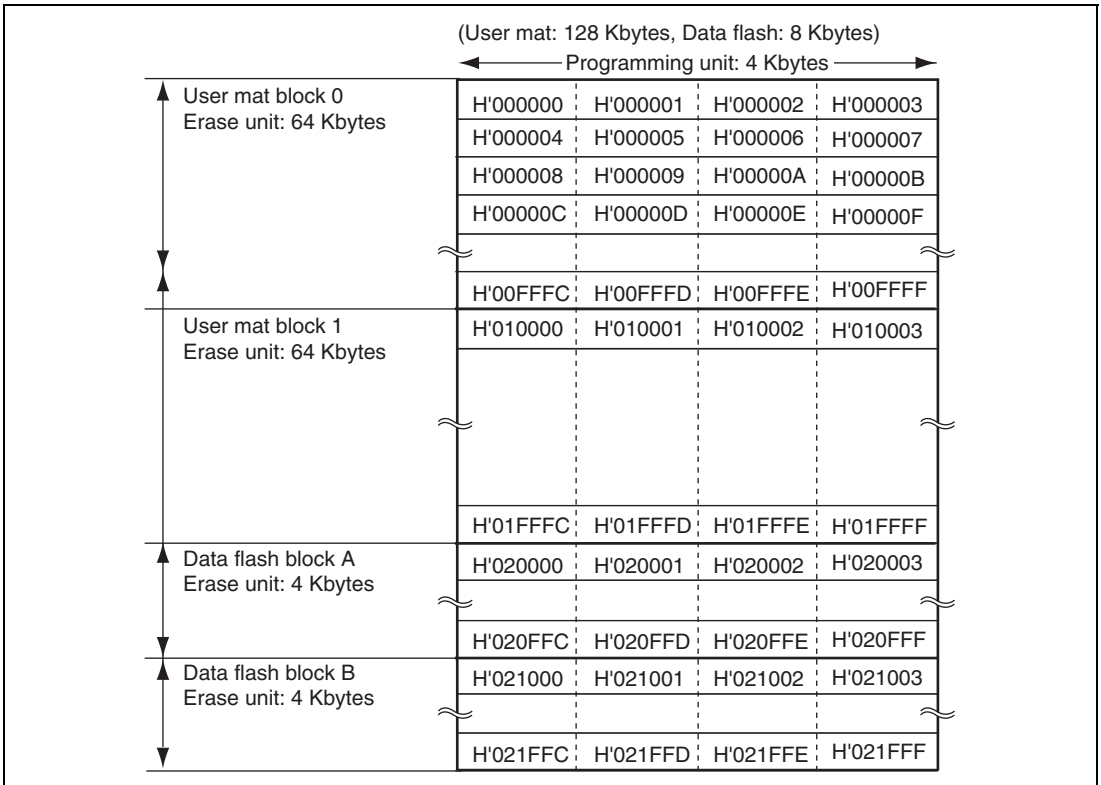 (User mat: 128 Kbytes, Data flash: 8 Kbytes)
Programming unit: 4 Kbytes
User mat block 0
Erase unit: 64 Kbytes
H'000000 H'000001 H'000002 H'000003
H'000004 H'000005 H'000006 H'000007
H'000008 H'000009 H'00000A H'00000B
H'00000C H'00000D H'00000E H'00000F
H'00FFFC H'00FFFD H'00FFFE H'00FFFF
User mat block 1
Erase unit: 64 Kbytes
H'010000 H'010001 H'010002 H'010003
H'01FFFC H'01FFFD H'01FFFE H'01FFFF
Data flash block A
Erase unit: 4 Kbytes
H'020000 H'020001 H'020002 H'020003
H'020FFC H'020FFD H'020FFE H'020FFF
Data flash block B
Erase unit: 4 Kbytes
H'021000 H'021001 H'021002 H'021003
H'021FFC H'021FFD H'021FFE H'021FFF